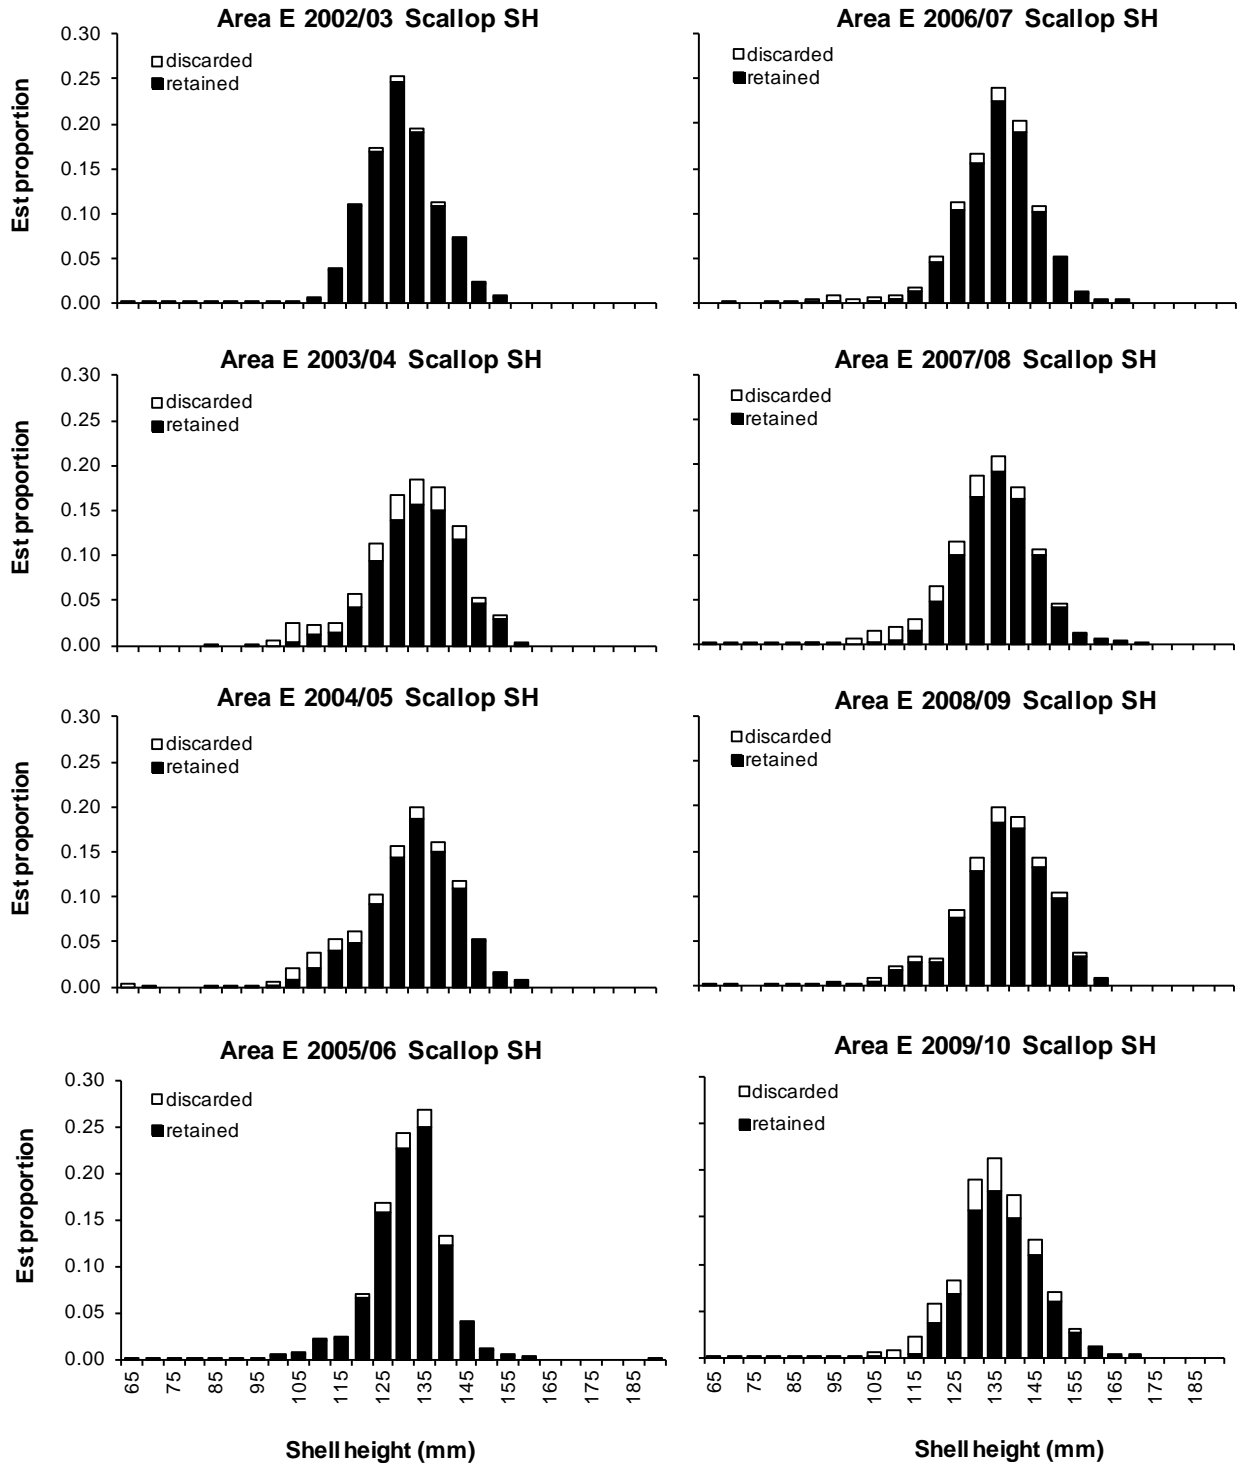 Area E 2002/03 Scallop SH
Est proportion
0.30
0.25
0.20
0.15
0.10
0.05
0.00
discarded
retained
Area E 2006/07 Scallop SH
discarded
retained
Area E 2003/04 Scallop SH
Est proportion
0.30
0.25
0.20
0.15
0.10
0.05
0.00
discarded
retained
Area E 2007/08 Scallop SH
discarded
retained
Area E 2004/05 Scallop SH
Est proportion
0.30
0.25
0.20
0.15
0.10
0.05
0.00
discarded
retained
Area E 2008/09 Scallop SH
discarded
retained
Area E 2005/06 Scallop SH
Est proportion
0.30
0.25
0.20
0.15
0.10
0.05
0.00
discarded
retained
65 75 85 95 105 115 125 135 145 155 165 175 185
Shell height (mm)
Area E 2009/10 Scallop SH
discarded
retained
65 75 85 95 105 115 125 135 145 155 165 175 185
Shell height (mm)